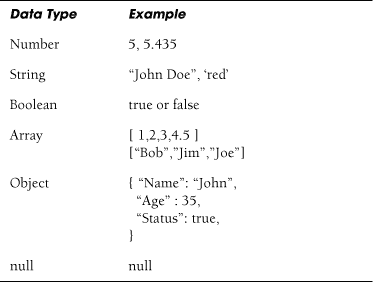 Data Type Example
Number 5, 5.435
String “John Doe”, ‘red’
Boolean true or false
Array [ 1,2,3,4.5 ]
[“Bob”,”Jim”,”Joe”]
Object { “Name”: “John”,
“Age” : 35,
“Status”: true,
}
null null